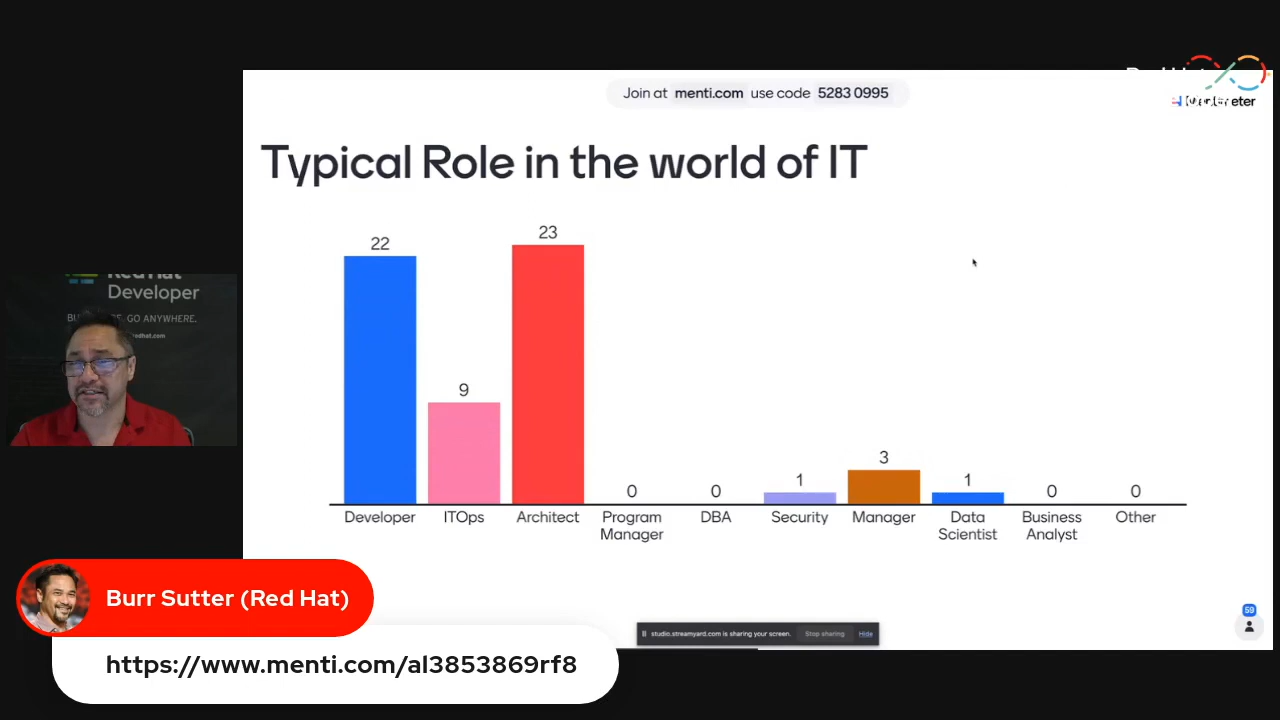 Join at menti.com use code 5283 0995
Mentimeter
Typical Role in the world of IT
22
9
23
0
0
1
3
1
0
0
Developer
ITOps
Architect
Program
Manager
DBA
Security
Manager
Data
Scientist
Business
Analyst
Other
Red Hat
Developer
GO ANYWHERE.
Burr Sutter (Red Hat)
https://www.menti.com/al3853869rf8
studio.streamyard.com is sharing your screen.
Stop sharing
Hide
59